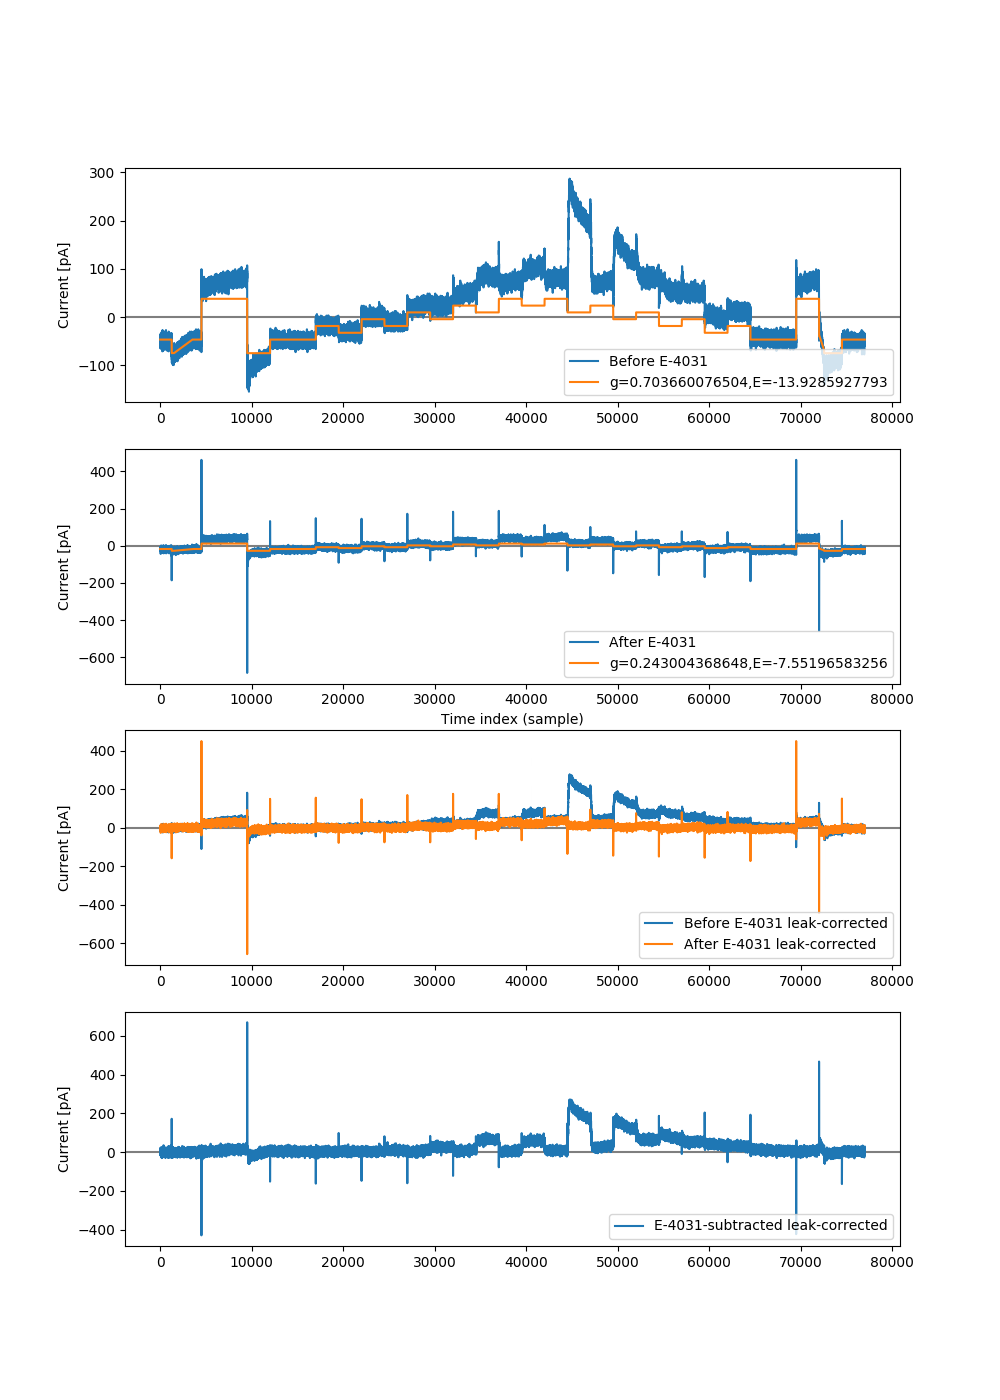 300
200
100
0
−100
Current [pA]
Before E-4031
g=0.703660076504,E=-13.9285927793
0 10000 20000 30000 40000 50000 60000 70000 80000
400
200
0
−200
−400
−600
Current [pA]
After E-4031
g=0.243004368648,E=-7.55196583256
0 10000 20000 30000 40000 50000 60000 70000 80000
Time index (sample)
400
200
0
−200
−400
−600
Current [pA]
Before E-4031 leak-corrected
After E-4031 leak-corrected
0 10000 20000 30000 40000 50000 60000 70000 80000
600
400
200
0
−200
−400
Current [pA]
E-4031-subtracted leak-corrected
0 10000 20000 30000 40000 50000 60000 70000 80000